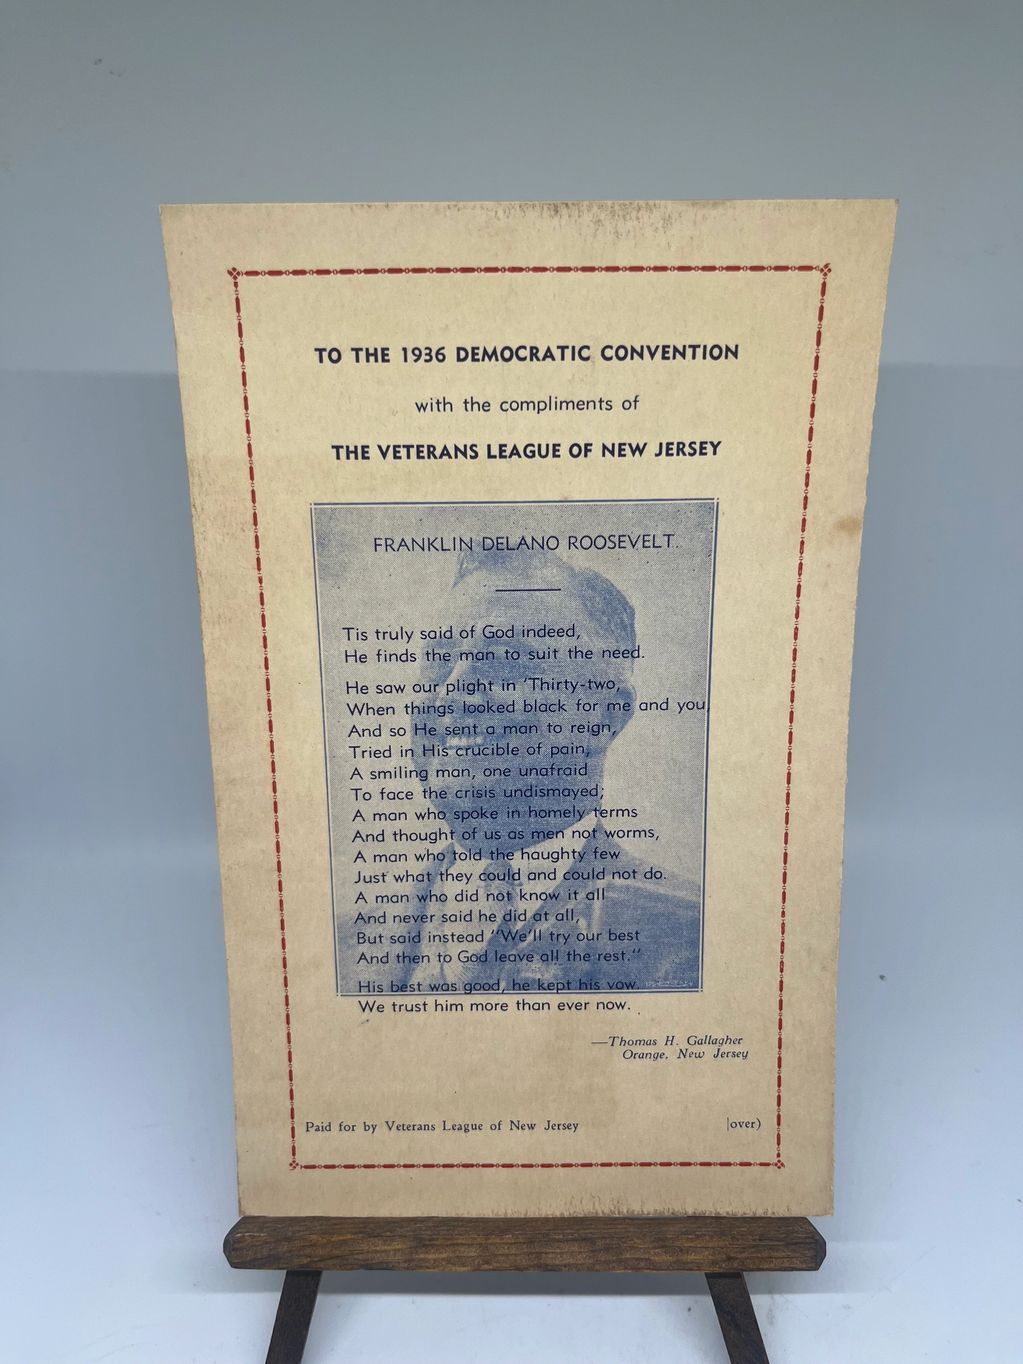 TO THE 1936 DEMOCRATIC CONVENTION
with the compliments of
THE VETERANS LEAGUE OF NEW JERSEY
FRANKLIN DELANO ROOSEVELT.
Tis truly said of God indeed,
He finds the man to suit the need.
He saw our plight in 'Thirty-two,
When things looked black for me and you
And so He sent a man to reign,
Tried in His crucible of pain,
A smiling man, one unafraid
To face the crisis undismayed;
A man who spoke in homely terms
And thought of us as men not worms,
A man who told the haughty few
Just what they could and could not do.
A man who did not know it all
And never said he did at all,
But said instead "We'll try our best
And then to God leave all the rest."
His best was good, he kept his vow
We trust him more than ever now.
—Thomas H. Gallagher
Orange, New Jersey
Paid for by Veterans League of New Jersey
|over)